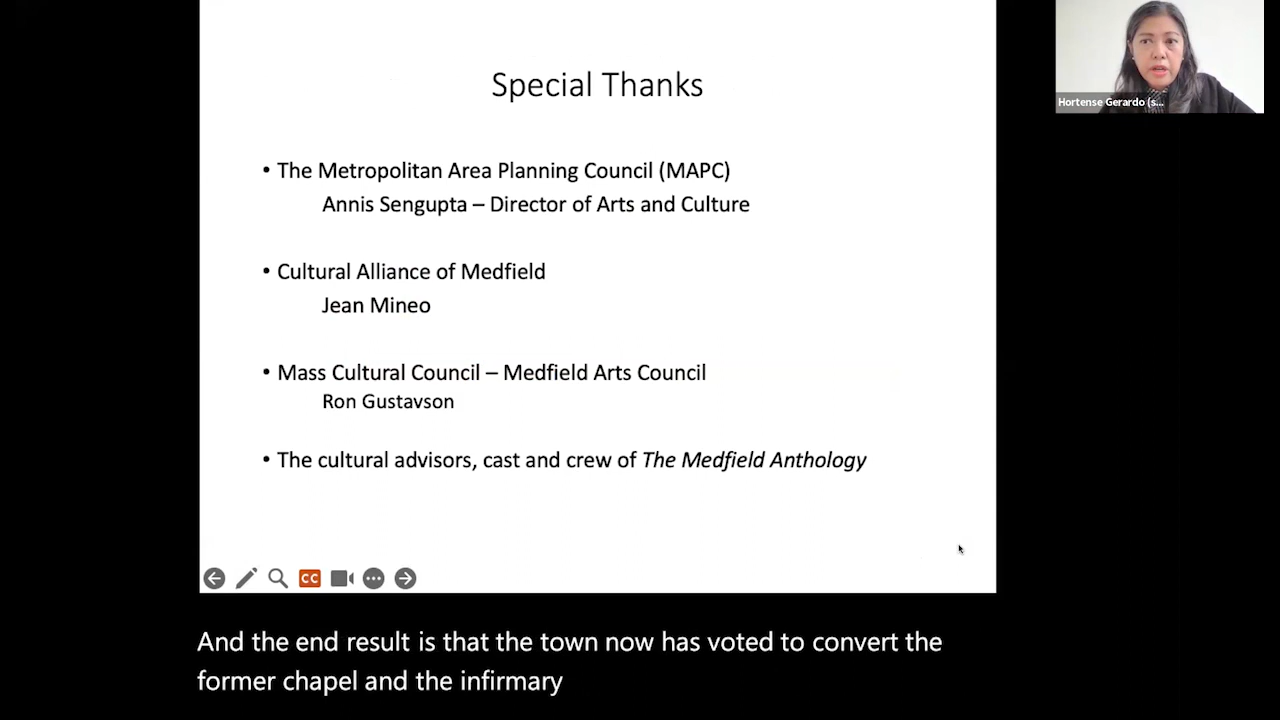 Special Thanks
• The Metropolitan Area Planning Council (MAPC)
Annis Sengupta – Director of Arts and Culture
• Cultural Alliance of Medfield
Jean Mineo
• Mass Cultural Council – Medfield Arts Council
Ron Gustavson
• The cultural advisors, cast and crew of The Medfield Anthology
Hortense Gerardo (s...
CC
And the end result is that the town now has voted to convert the
former chapel and the infirmary